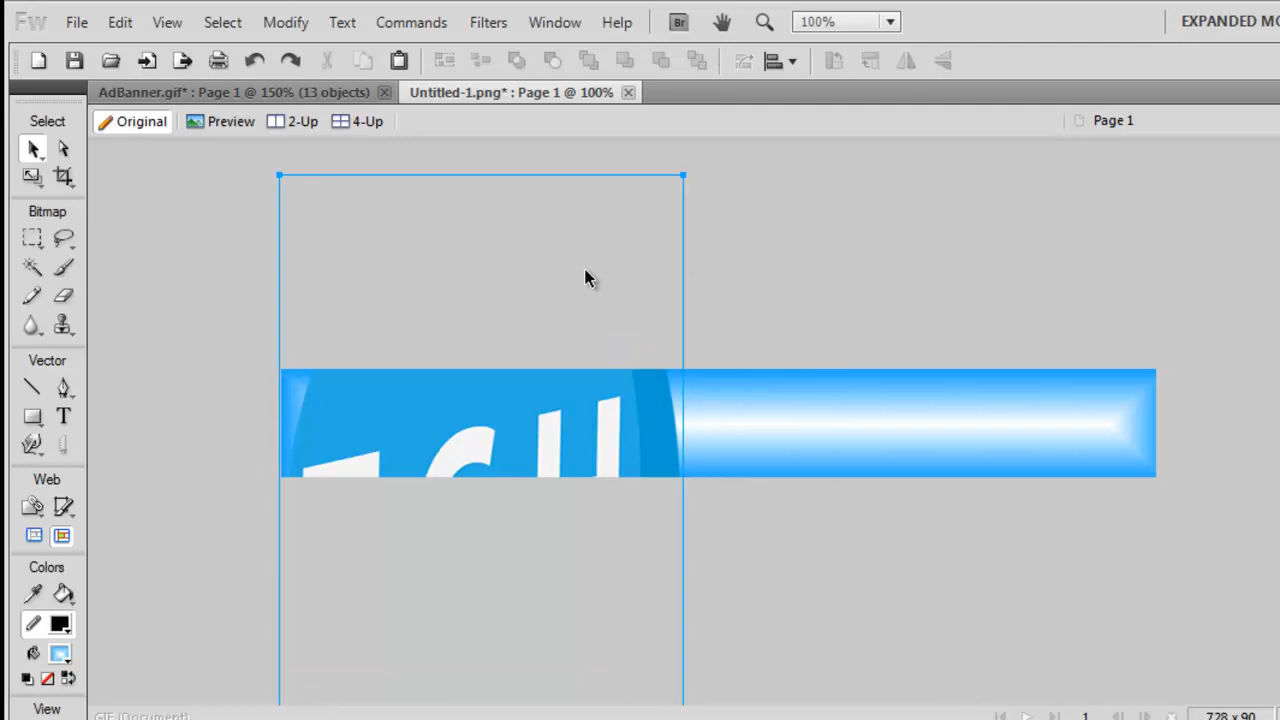 Fw File Edit View Select Modify Text Commands Filters Window Help Br 100% EXPANDED MO
AdBanner.gif* : Page 1 @ 150% (13 objects) Untitled-1.png* : Page 1 @ 100%
Select Original Preview 2-Up 4-Up Page 1
Bitmap
Vector
T
Web
Colors
View
GIF (Document) 1 728 x 90